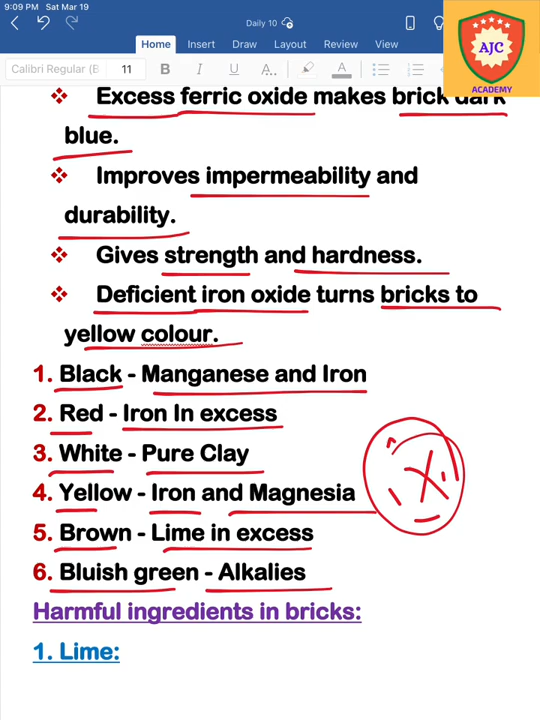 9:09 PM Sat Mar 19
Daily 10
Home Insert Draw Layout Review View
Calibri Regular (B 11 B I U A
AJC
ACADEMY
❖ Excess ferric oxide makes brick dark
blue.
❖ Improves impermeability and
durability.
❖ Gives strength and hardness.
❖ Deficient iron oxide turns bricks to
yellow colour.
1. Black - Manganese and Iron
2. Red - Iron In excess
3. White - Pure Clay
4. Yellow - Iron and Magnesia
5. Brown - Lime in excess
6. Bluish green - Alkalies
Harmful ingredients in bricks:
1. Lime: